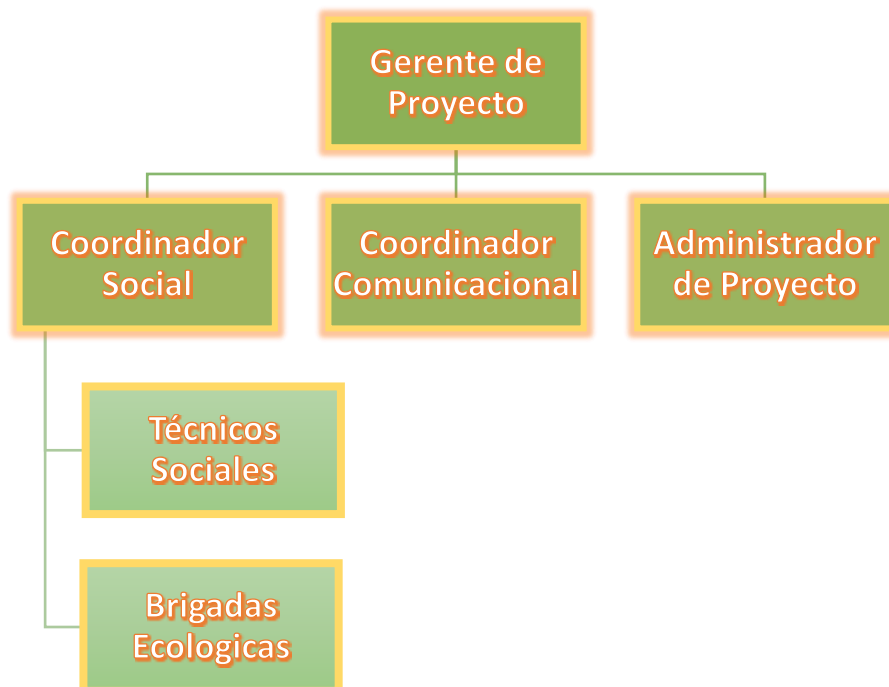 Gerente de
Proyecto
Coordinador
Social
Coordinador
Comunicacional
Administrador
de Proyecto
Técnicos
Sociales
Brigadas
Ecologicas